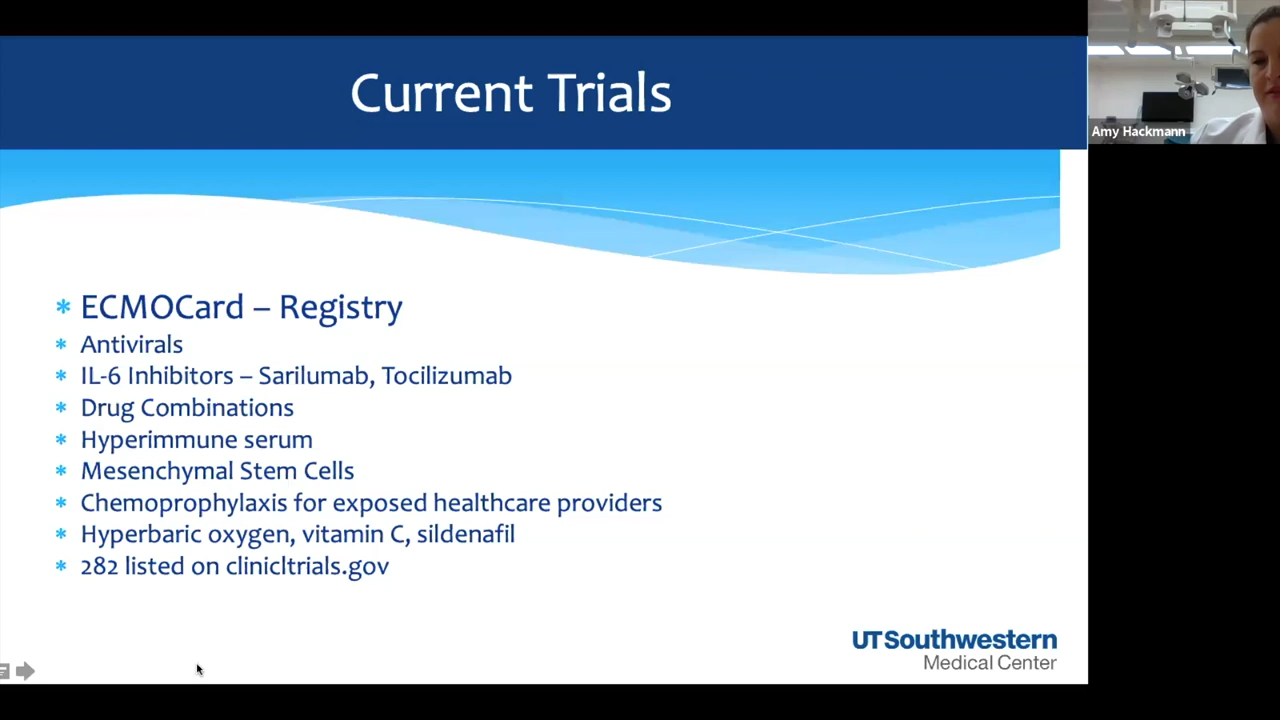 Current Trials
Amy Hackmann
* ECMOCard – Registry
* Antivirals
* IL-6 Inhibitors – Sarilumab, Tocilizumab
* Drug Combinations
* Hyperimmune serum
* Mesenchymal Stem Cells
* Chemoprophylaxis for exposed healthcare providers
* Hyperbaric oxygen, vitamin C, sildenafil
* 282 listed on clinicltrials.gov
UTSouthwestern
Medical Center